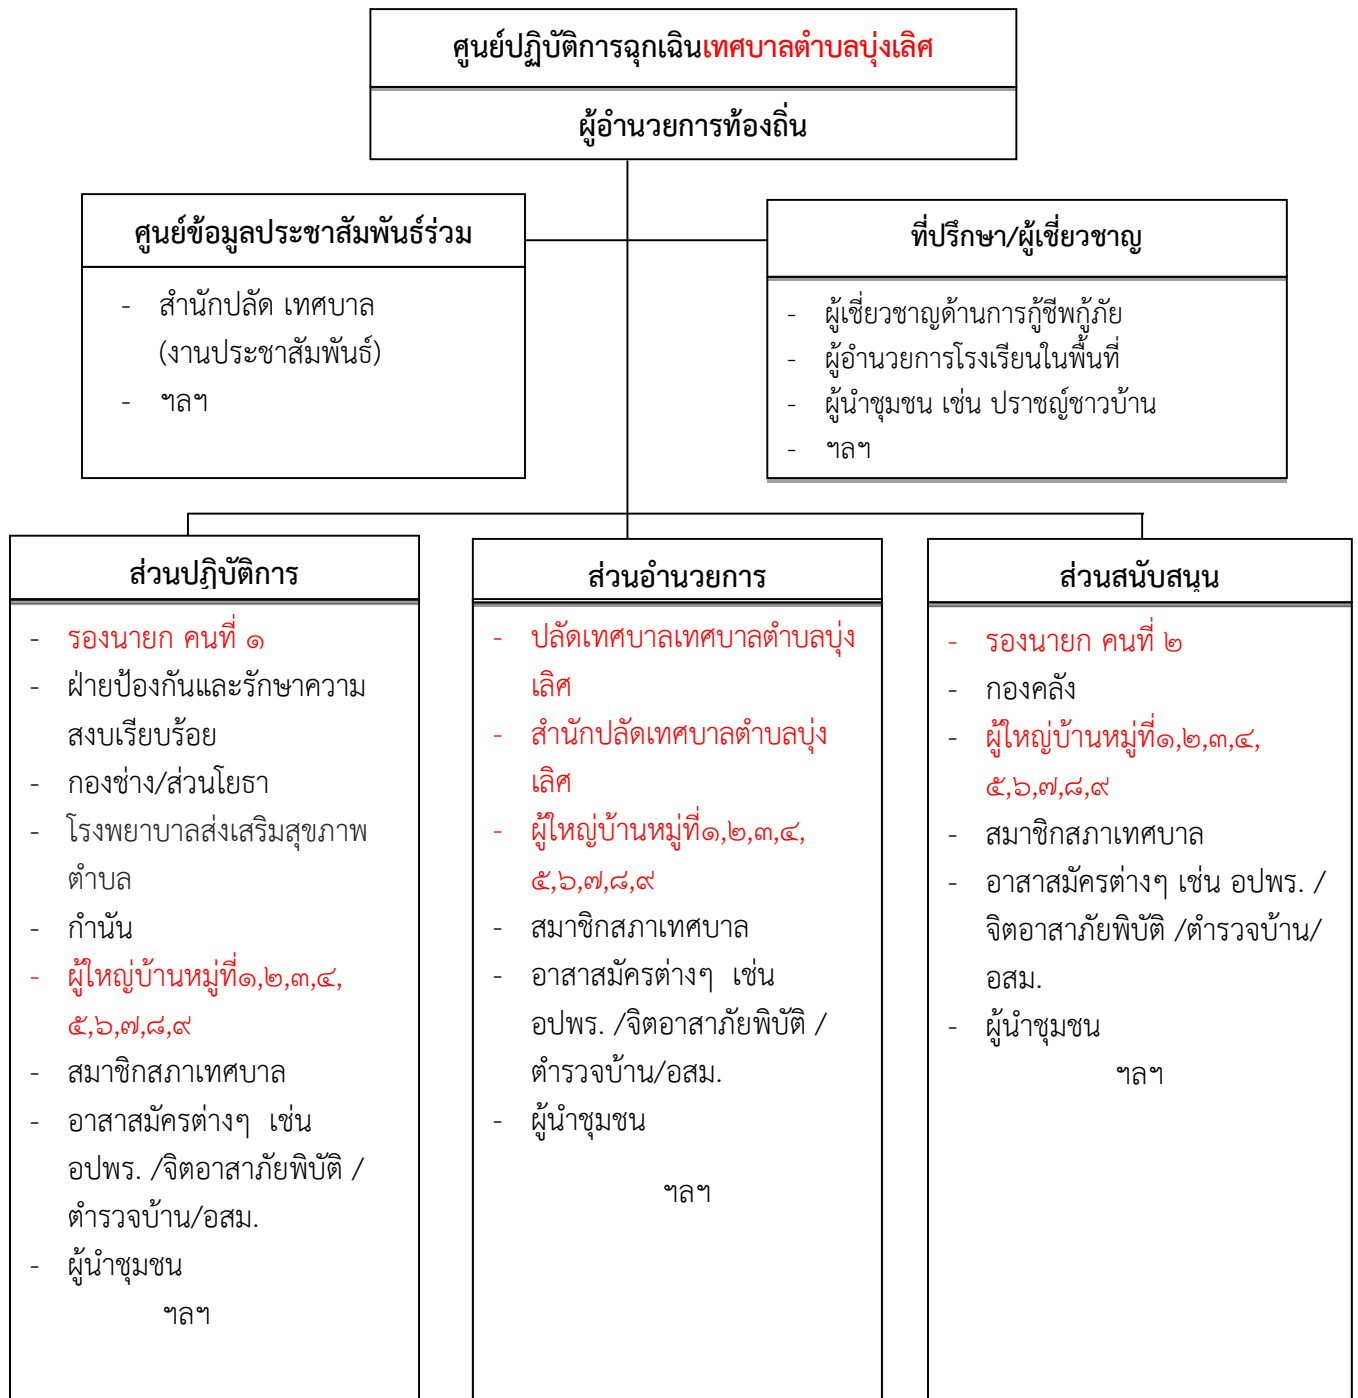 ศูนย์ปฏิบัติการฉุกเฉินเทศบาลตำบลบุ่งเลิศ
ผู้อำนวยการท้องถิ่น
ศูนย์ข้อมูลประชาสัมพันธ์ร่วม
- สำนักปลัด เทศบาล
(งานประชาสัมพันธ์)
- ฯลฯ
ที่ปรึกษา/ผู้เชี่ยวชาญ
- ผู้เชี่ยวชาญด้านการกู้ชีพกู้ภัย
- ผู้อำนวยการโรงเรียนในพื้นที่
- ผู้นำชุมชน เช่น ปราชญ์ชาวบ้าน
- ฯลฯ
ส่วนปฏิบัติการ
- รองนายก คนที่ ๑
- ฝ่ายป้องกันและรักษาความ
สงบเรียบร้อย
- กองช่าง/ส่วนโยธา
- โรงพยาบาลส่งเสริมสุขภาพ
ตำบล
- กำนัน
- ผู้ใหญ่บ้านหมู่ที่๑,๒,๓,๔,
๕,๖,๗,๘,๙
- สมาชิกสภาเทศบาล
- อาสาสมัครต่างๆ เช่น
อปพร. /จิตอาสาภัยพิบัติ /
ตำรวจบ้าน/อสม.
- ผู้นำชุมชน
ฯลฯ
ส่วนอำนวยการ
- ปลัดเทศบาลเทศบาลตำบลบุ่ง
เลิศ
- สำนักปลัดเทศบาลตำบลบุ่ง
เลิศ
- ผู้ใหญ่บ้านหมู่ที่๑,๒,๓,๔,
๕,๖,๗,๘,๙
- สมาชิกสภาเทศบาล
- อาสาสมัครต่างๆ เช่น
อปพร. /จิตอาสาภัยพิบัติ /
ตำรวจบ้าน/อสม.
- ผู้นำชุมชน
ฯลฯ
ส่วนสนับสนุน
- รองนายก คนที่ ๒
- กองคลัง
- ผู้ใหญ่บ้านหมู่ที่๑,๒,๓,๔,
๕,๖,๗,๘,๙
- สมาชิกสภาเทศบาล
- อาสาสมัครต่างๆ เช่น อปพร. /
จิตอาสาภัยพิบัติ /ตำรวจบ้าน/
อสม.
- ผู้นำชุมชน
ฯลฯ